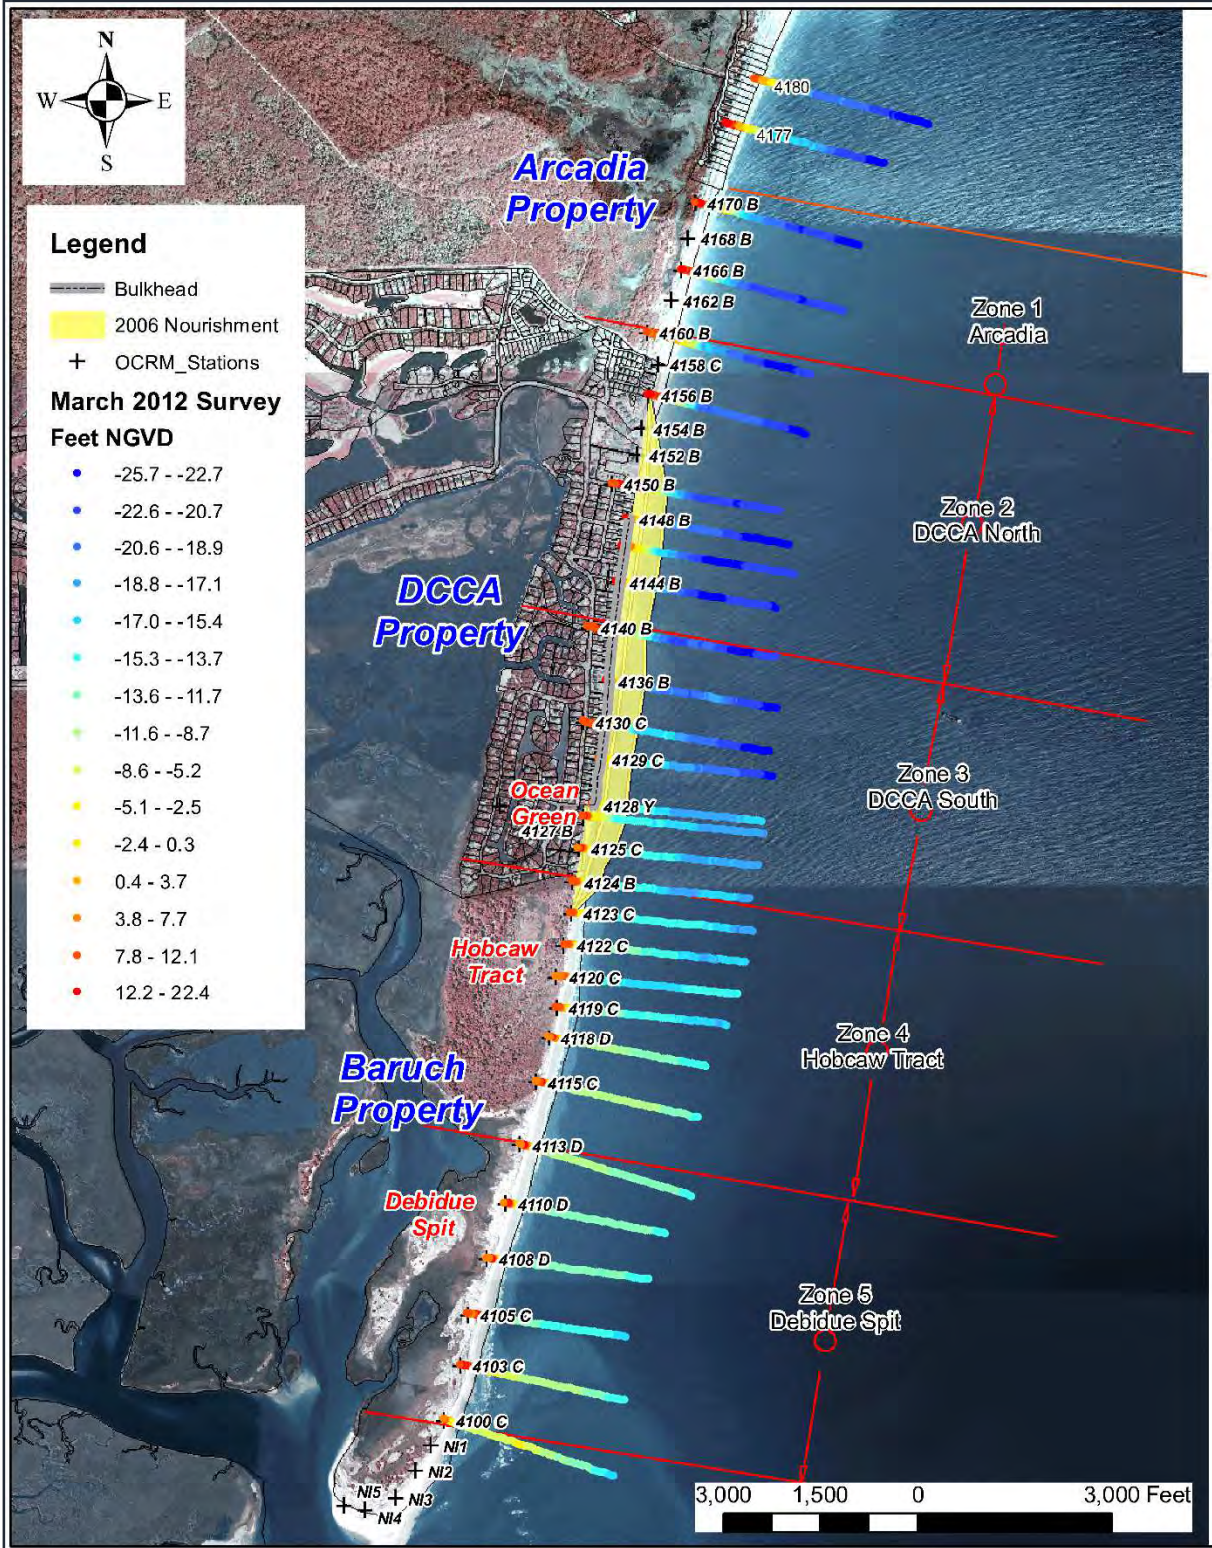 N
W
E
S
Legend
Bulkhead
2006 Nourishment
OCRM_Stations
March 2012 Survey
Feet NGVD
-25.7 - -22.7
-22.6 - -20.7
-20.6 - -18.9
-18.8 - -17.1
-17.0 - -15.4
-15.3 - -13.7
-13.6 - -11.7
-11.6 - -8.7
-8.6 - -5.2
-5.1 - -2.5
-2.4 - 0.3
0.4 - 3.7
3.8 - 7.7
7.8 - 12.1
12.2 - 22.4
Arcadia
Property
DCCA
Property
Ocean
Green
Hobcaw
Tract
Baruch
Property
Debidue
Spit
4180
4177
4170 B
4168 B
4166 B
4162 B
4160 B
4158 C
4156 B
4154 B
4152 B
4150 B
4148 B
4144 B
4140 B
4136 B
4130 C
4129 C
4128 Y
4127 B
4125 C
4124 B
4123 C
4122 C
4120 C
4119 C
4118 D
4115 C
4113 D
4110 D
4108 D
4105 C
4103 C
4100 C
NI1
NI2
NI5
NI3
NI4
Zone 1
Arcadia
Zone 2
DCCA North
Zone 3
DCCA South
Zone 4
Hobcaw Tract
Zone 5
Debidue Spit
3,000 1,500 0 3,000 Feet